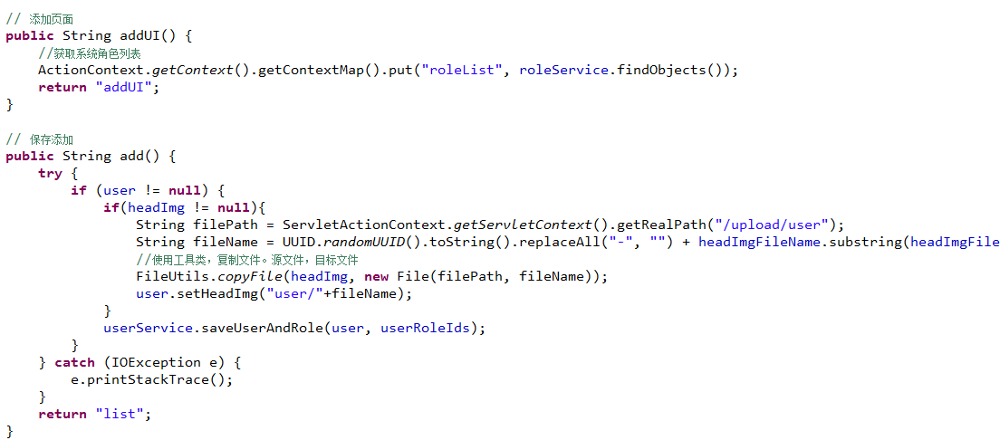 // 添加页面
public String addUI() {
    //获取系统角色列表
    ActionContext.getContext().getContextMap().put("roleList", roleService.findObjects());
    return "addUI";
}

// 保存添加
public String add() {
    try {
        if (user != null) {
            if(headImg != null){
                String filePath = ServletActionContext.getServletContext().getRealPath("/upload/user");
                String fileName = UUID.randomUUID().toString().replaceAll("-", "") + headImgFileName.substring(headImgFile
                //使用工具类，复制文件。源文件，目标文件
                FileUtils.copyFile(headImg, new File(filePath, fileName));
                user.setHeadImg("user/"+fileName);
            }
            userService.saveUserAndRole(user, userRoleIds);
        }
    } catch (IOException e) {
        e.printStackTrace();
    }
    return "list";
}